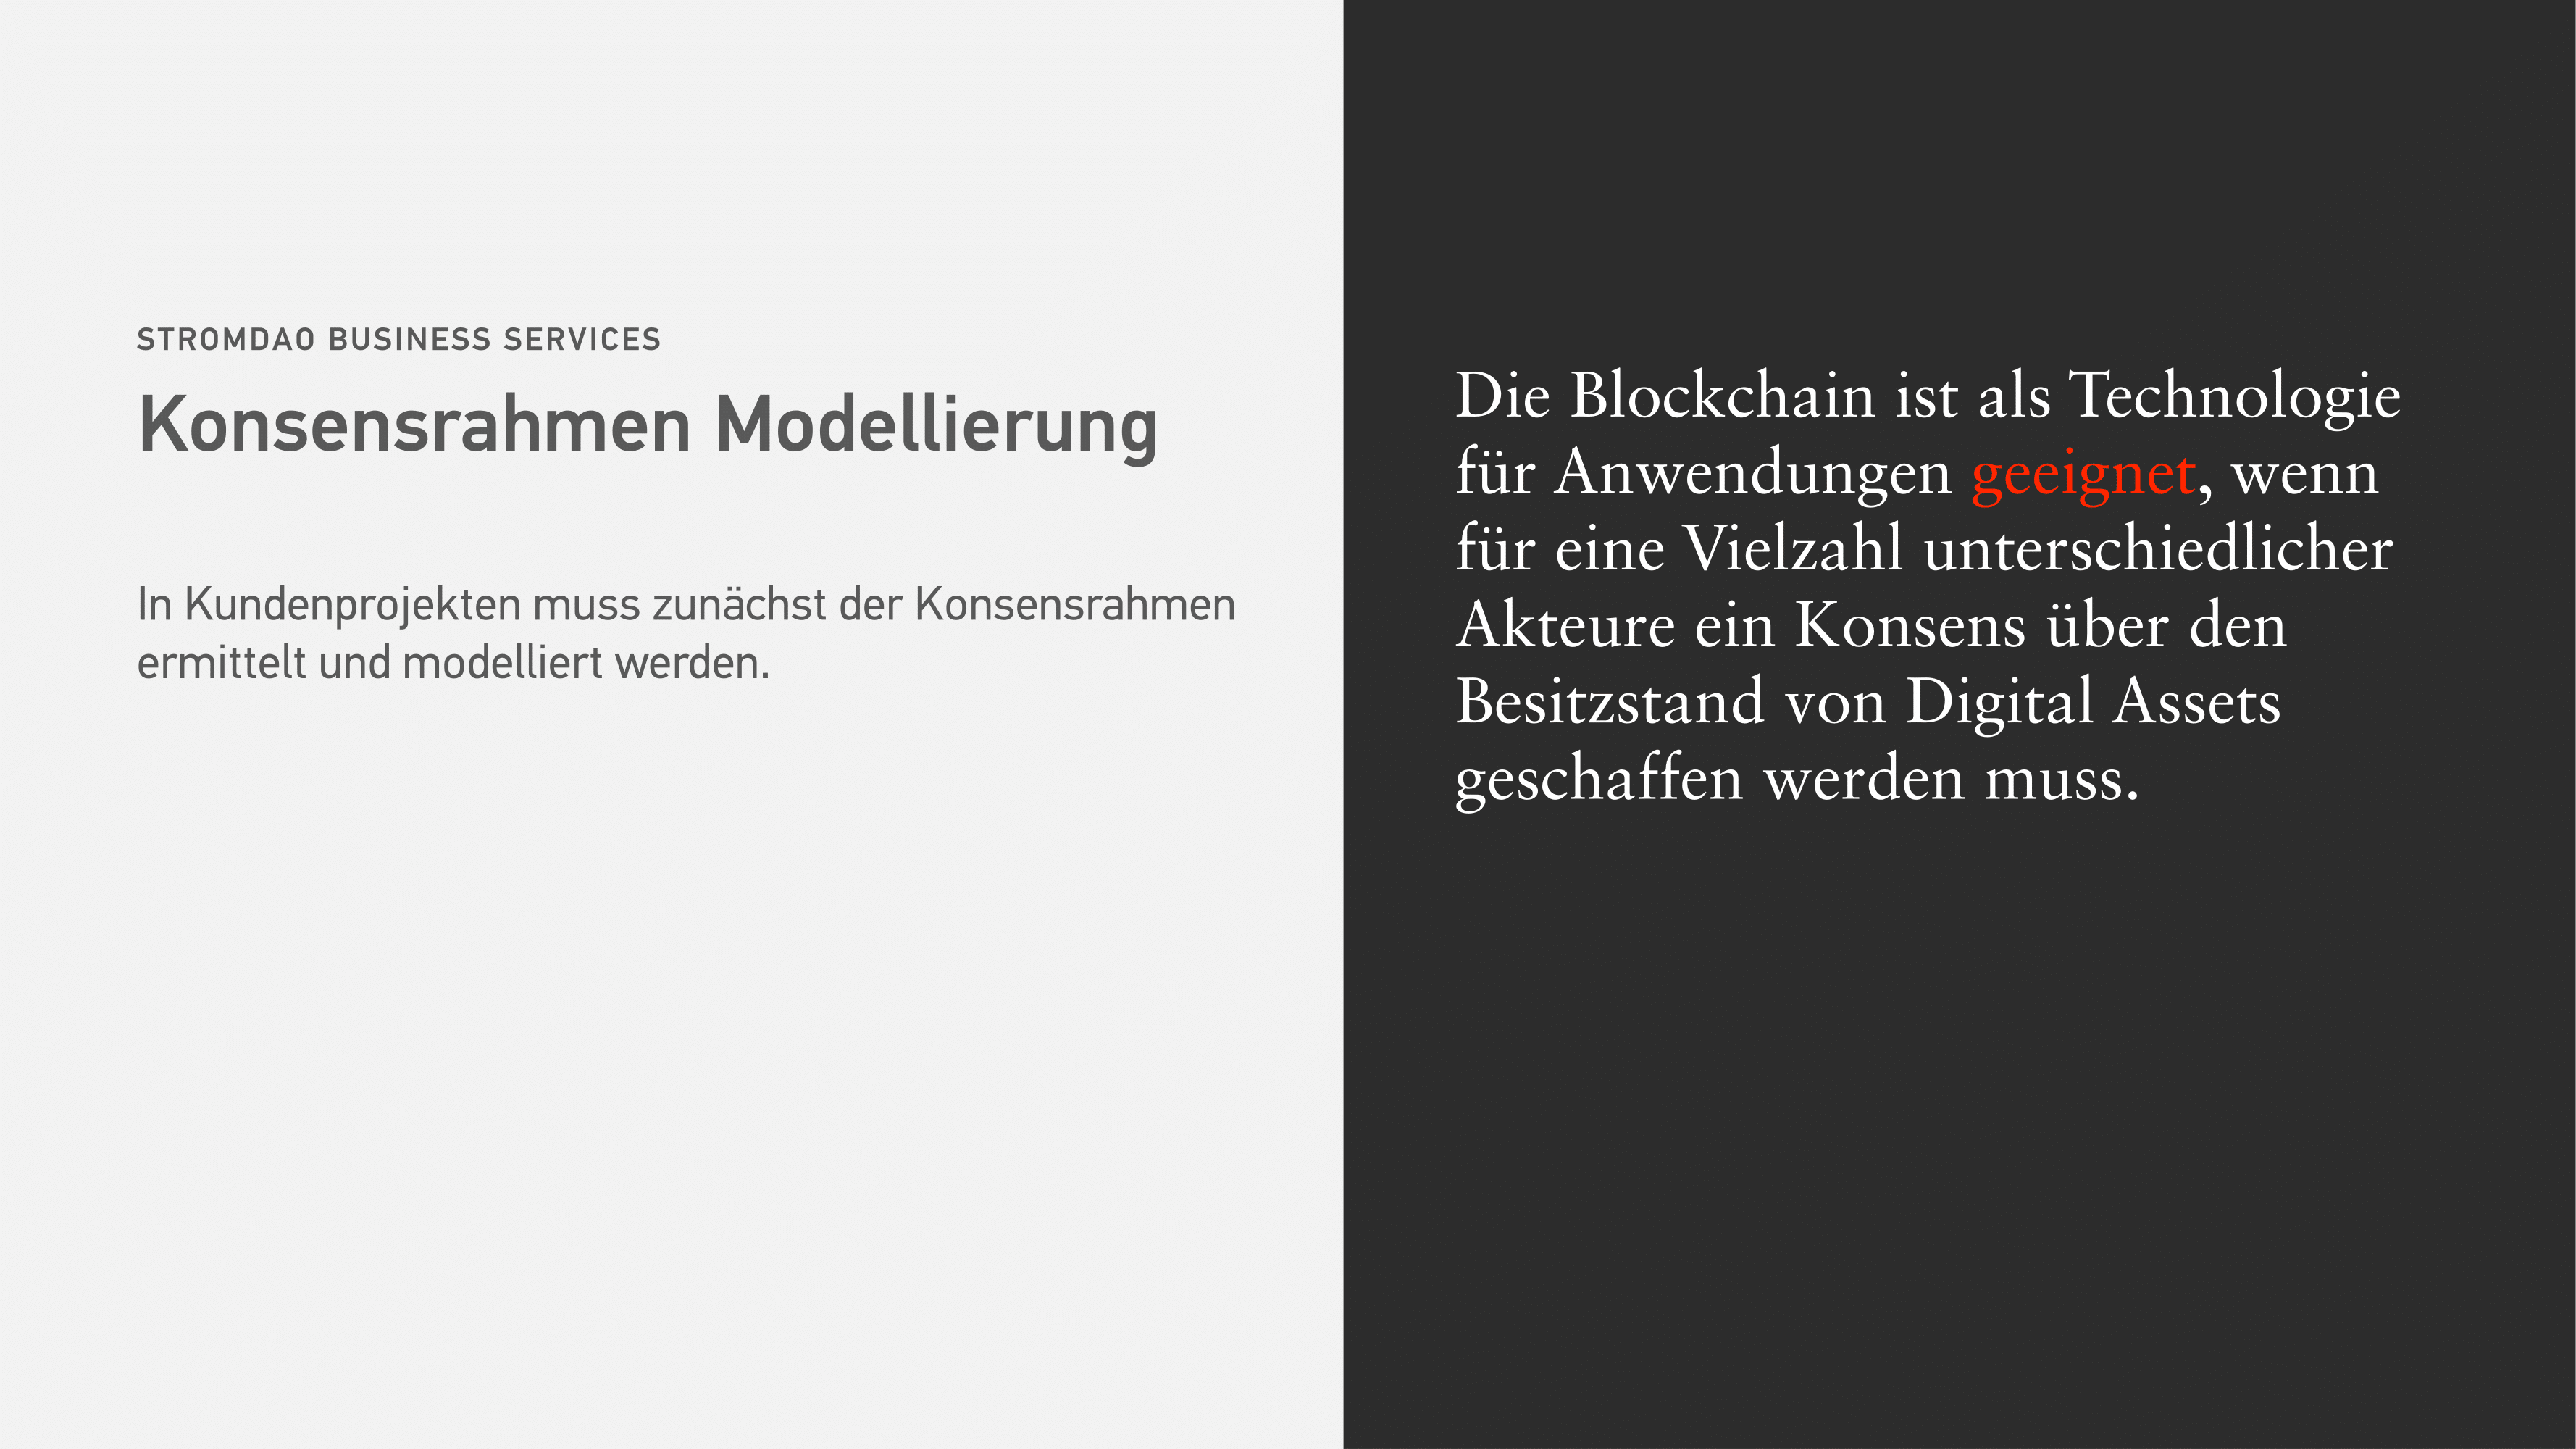 STROMDAO BUSINESS SERVICES
Konsensrahmen Modellierung
In Kundenprojekten muss zunächst der Konsensrahmen
ermittelt und modelliert werden.
Die Blockchain ist als Technologie
für Anwendungen geeignet, wenn
für eine Vielzahl unterschiedlicher
Akteure ein Konsens über den
Besitzstand von Digital Assets
geschaffen werden muss.